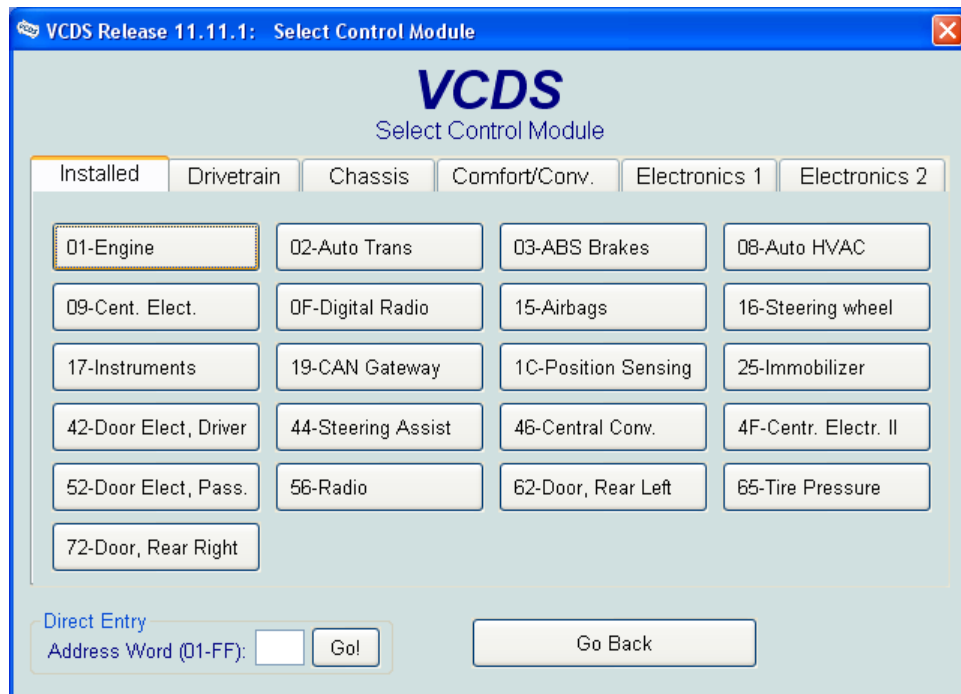 VCDS Release 11.11.1: Select Control Module
VCDS
Select Control Module
Installed Drivetrain Chassis Comfort/Conv. Electronics 1 Electronics 2
01-Engine 02-Auto Trans 03-ABS Brakes 08-Auto HVAC
09-Cent. Elect. 0F-Digital Radio 15-Airbags 16-Steering wheel
17-Instruments 19-CAN Gateway 1C-Position Sensing 25-Immobilizer
42-Door Elect, Driver 44-Steering Assist 46-Central Conv. 4F-Centr. Electr. II
52-Door Elect, Pass. 56-Radio 62-Door, Rear Left 65-Tire Pressure
72-Door, Rear Right
Direct Entry
Address Word (01-FF): Go! Go Back